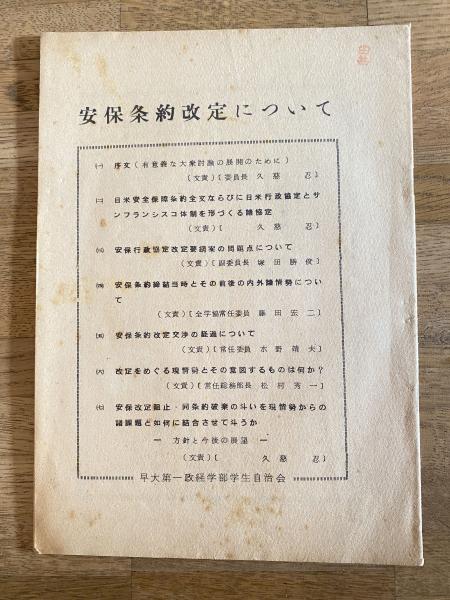 安保条約改定について
㈠ 序文(有意義な大衆討論の展開のために)
(文責)〔委員長 久慈 忍〕
㈡ 日米安全保障条約全文ならびに日米行政協定とサ
ンフランシスコ体制を形づくる諸協定
(文責)〔 久慈 忍〕
㈢ 安保行政協定改定要綱案の問題点について
(文責)〔副委員長 塚田勝俊〕
㈣ 安保条約締結当時とその前後の内外諸情勢につい
て
(文責)〔全学協常任委員 藤田宏二〕
㈤ 安保条約改定交渉の経過について
(文責)〔常任委員 水野靖夫〕
㈥ 改定をめぐる現情勢とその意図するものは何か?
(文責)〔常任総務部長 松村秀一〕
㈦ 安保改定阻止・同条約破棄の斗いを現情勢からの
諸課題と如何に結合させて斗うか
― 方針と今後の展望 ―
(文責)〔 久慈 忍〕
早大第一政経学部学生自治会